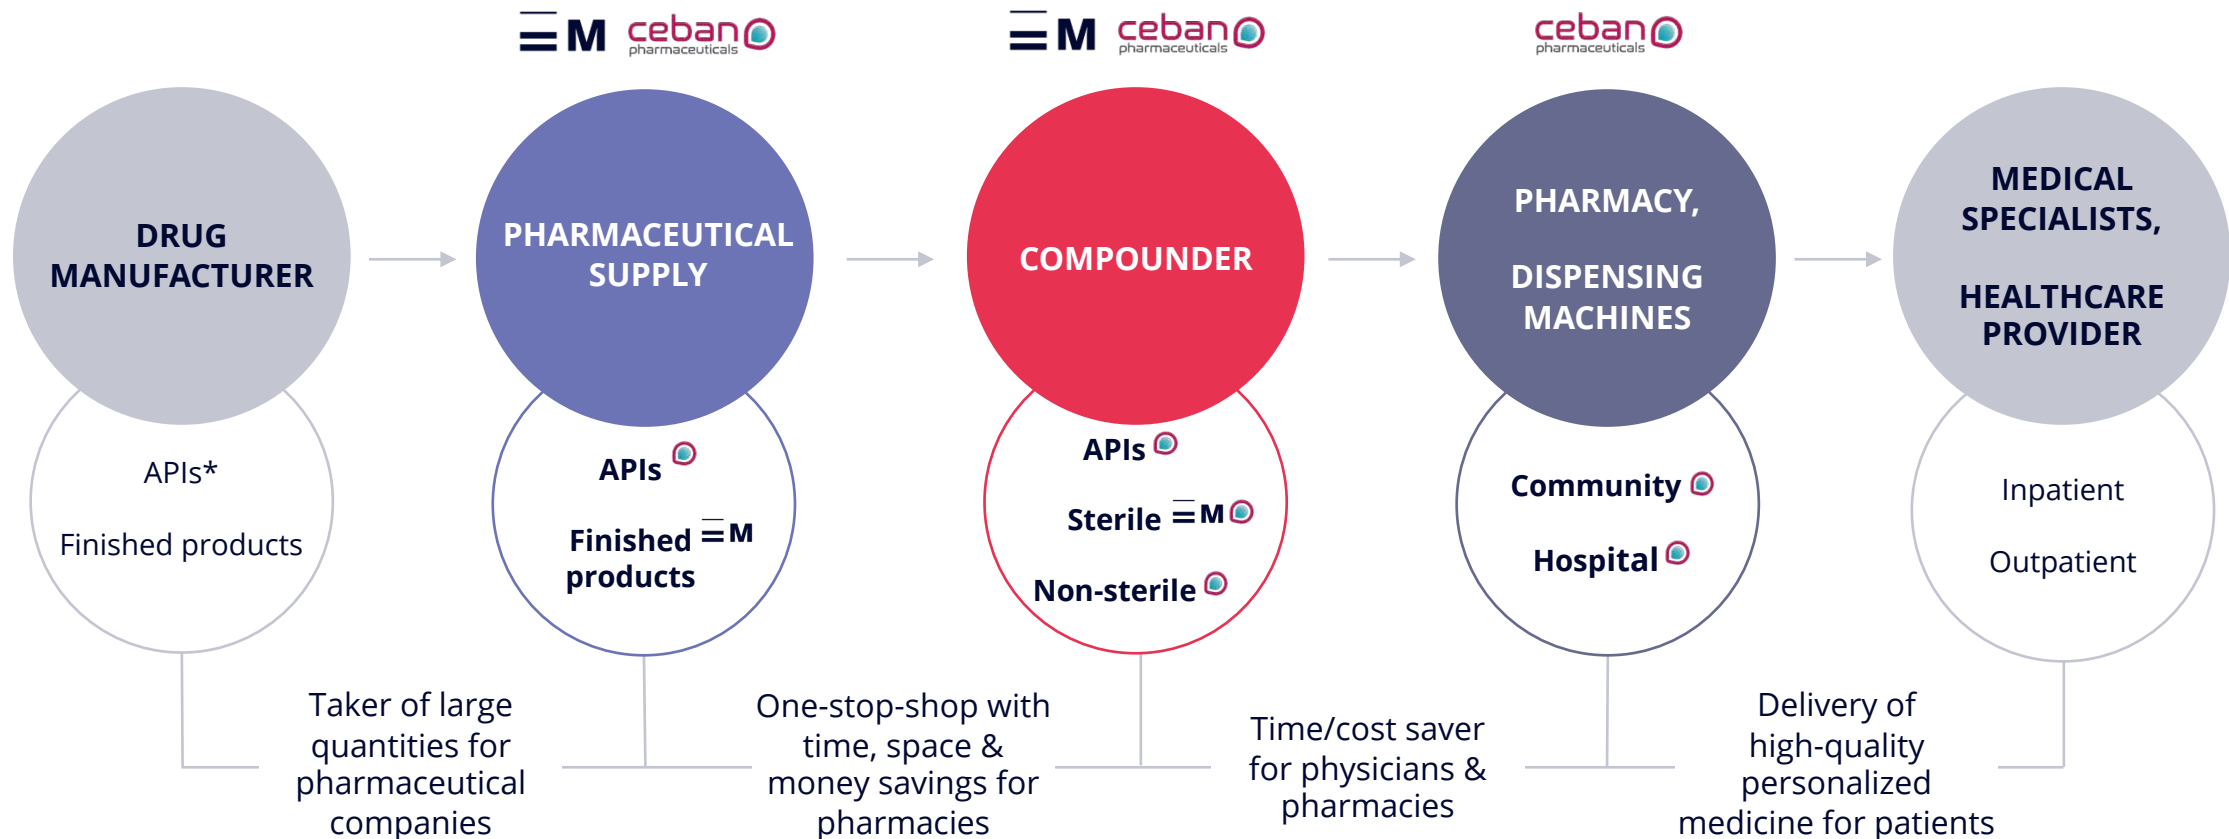 M ceban
pharmaceuticals
M ceban
pharmaceuticals
ceban
pharmaceuticals
DRUG
MANUFACTURER
PHARMACEUTICAL
SUPPLY
COMPOUNDER
PHARMACY,
DISPENSING
MACHINES
MEDICAL
SPECIALISTS,
HEALTHCARE
PROVIDER
APIs*
Finished products
APIs
Finished M
products
APIs
Sterile M
Non-sterile
Community
Hospital
Inpatient
Outpatient
Taker of large
quantities for
pharmaceutical
companies
One-stop-shop with
time, space &
money savings for
pharmacies
Time/cost saver
for physicians &
pharmacies
Delivery of
high-quality
personalized
medicine for patients